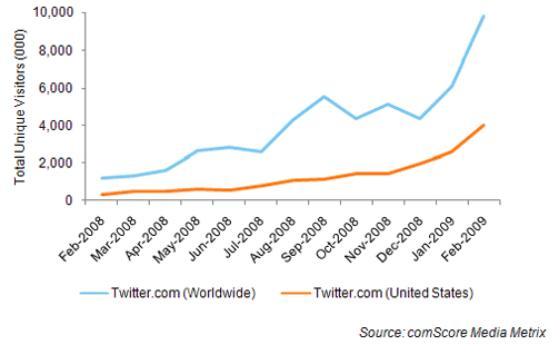 Total Unique Visitors (000)
10,000
8,000
6,000
4,000
2,000
0
Feb-2008
Mar-2008
Apr-2008
May-2008
Jun-2008
Jul-2008
Aug-2008
Sep-2008
Oct-2008
Nov-2008
Dec-2008
Jan-2009
Feb-2009
Twitter.com (Worldwide)
Twitter.com (United States)
Source: comScore Media Metrix